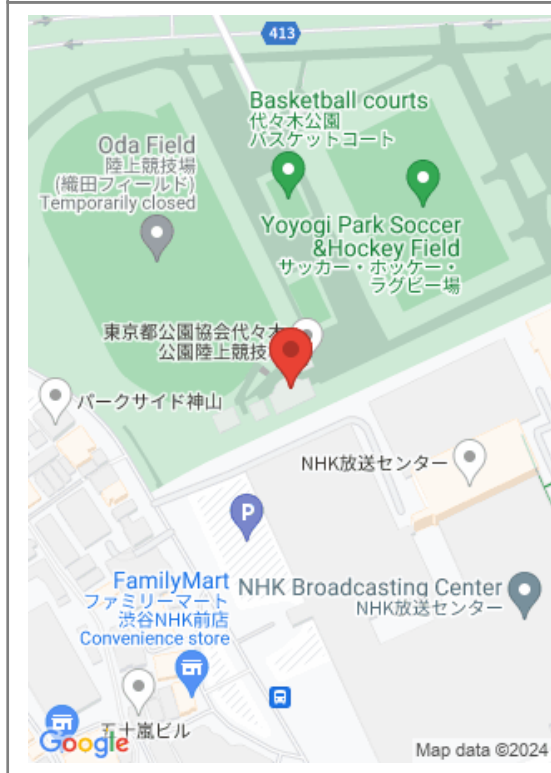 413
Basketball courts
代々木公園
バスケットコート
Oda Field
陸上競技場
(織田フィールド)
Temporarily closed
Yoyogi Park Soccer
&Hockey Field
サッカー・ホッケー・
ラグビー場
東京都公園協会代々木
公園陸上競技
パークサイド神山
NHK放送センター
P
FamilyMart
ファミリーマート
渋谷NHK前店
Convenience store
NHK Broadcasting Center
NHK放送センター
五十嵐ビル
Google
Map data ©2024